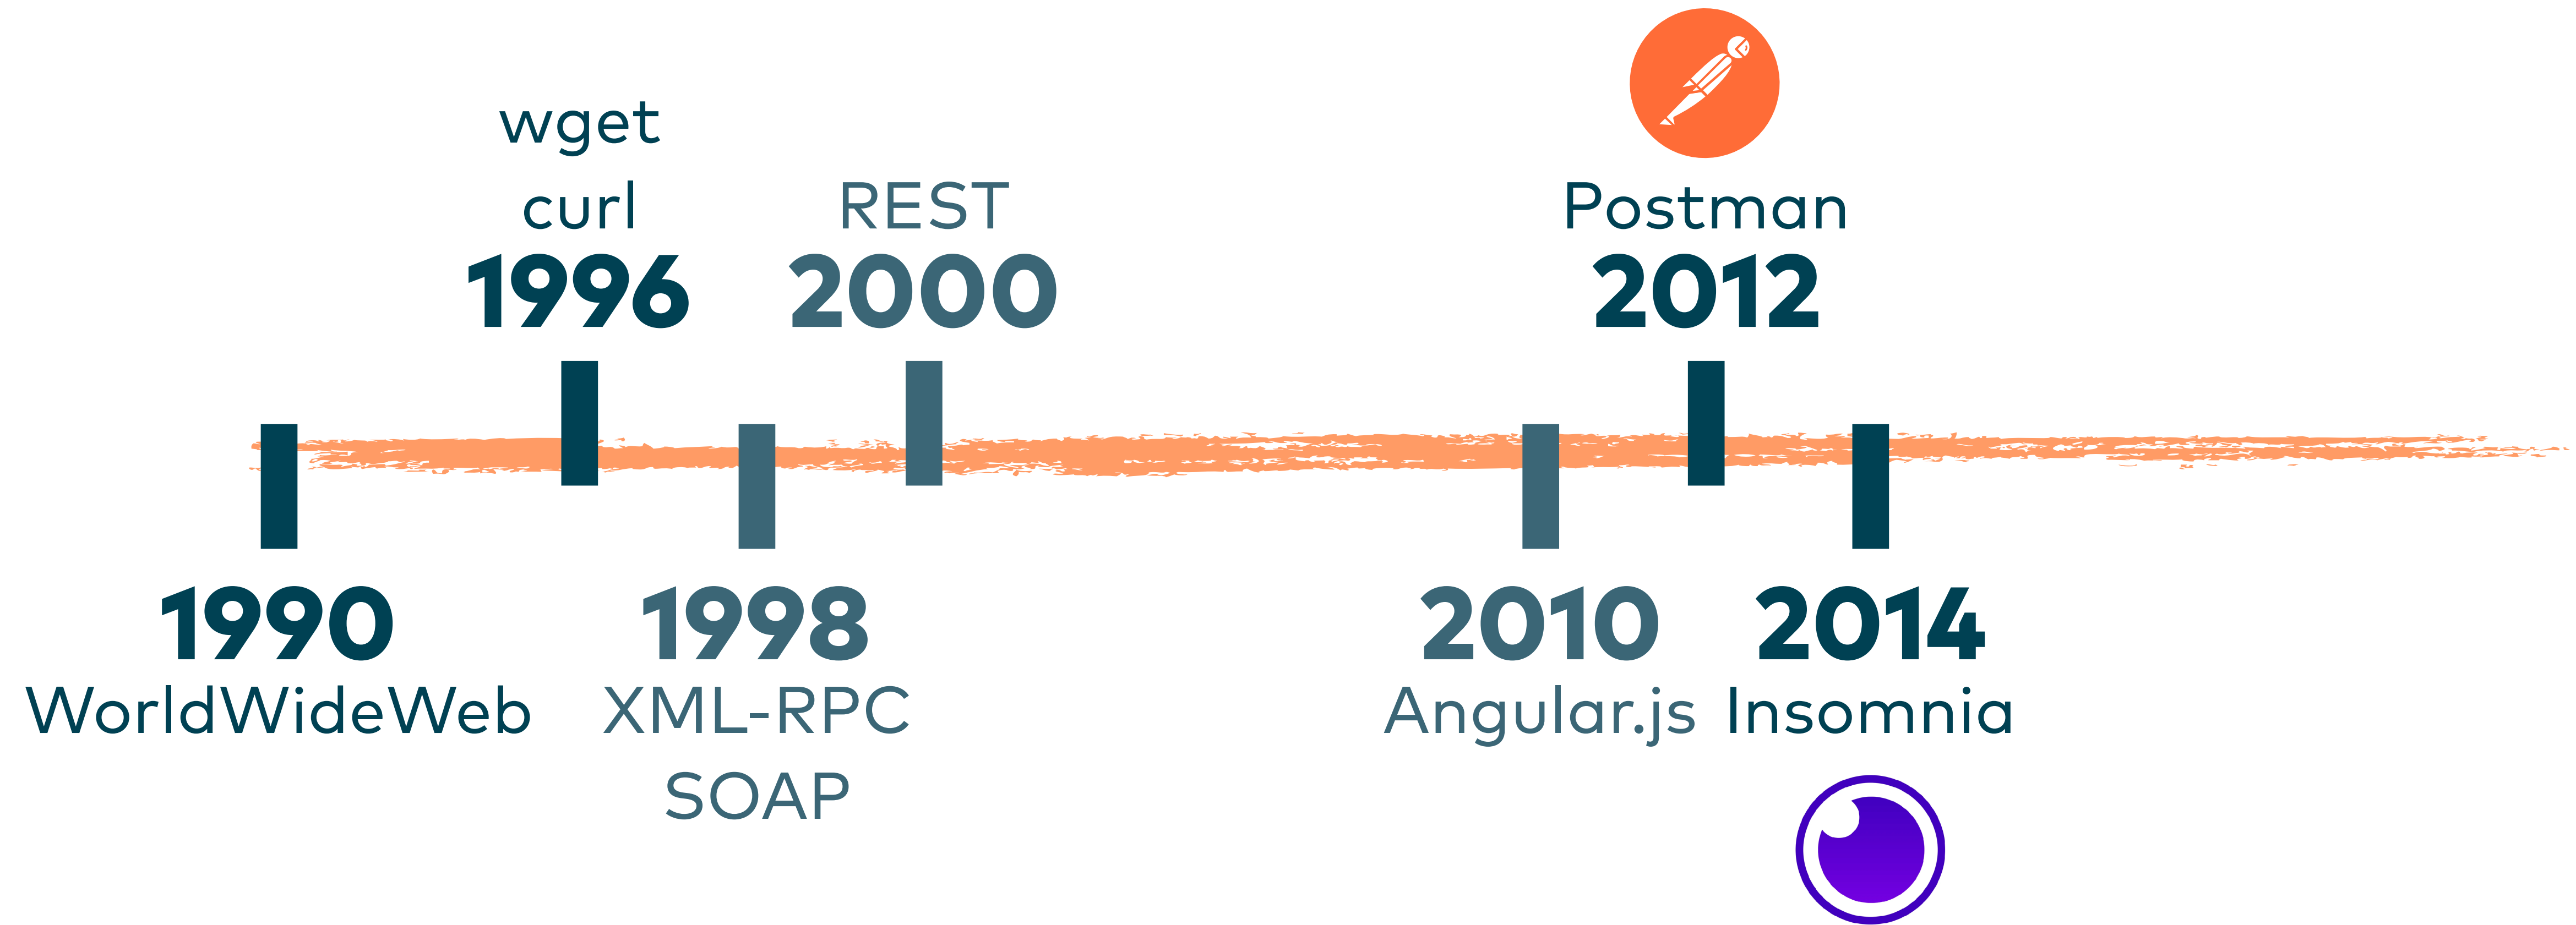 wget
curl
1996
REST
2000
Postman
2012
1990
WorldWideWeb
1998
XML-RPC
SOAP
2010
Angular.js
2014
Insomnia